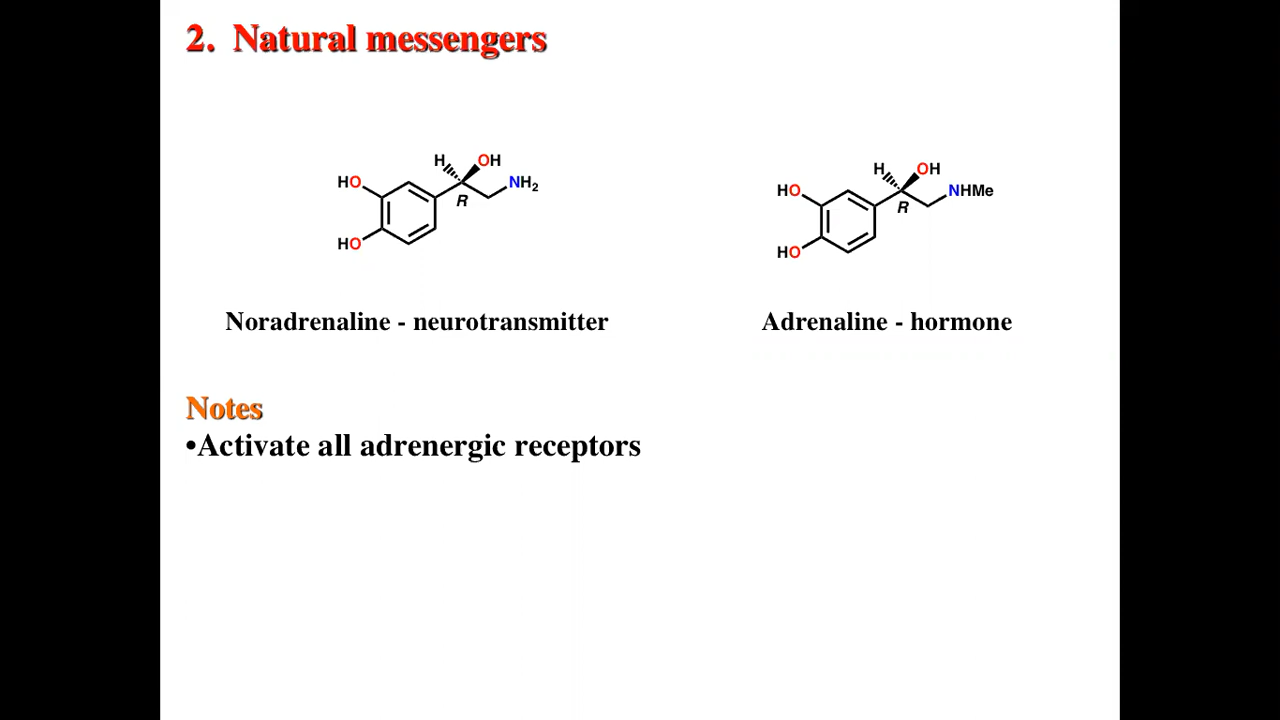 2. Natural messengers
H OH
HO NH2
R
HO
H OH
HO NHMe
R
HO
Noradrenaline - neurotransmitter
Adrenaline - hormone
Notes
•Activate all adrenergic receptors